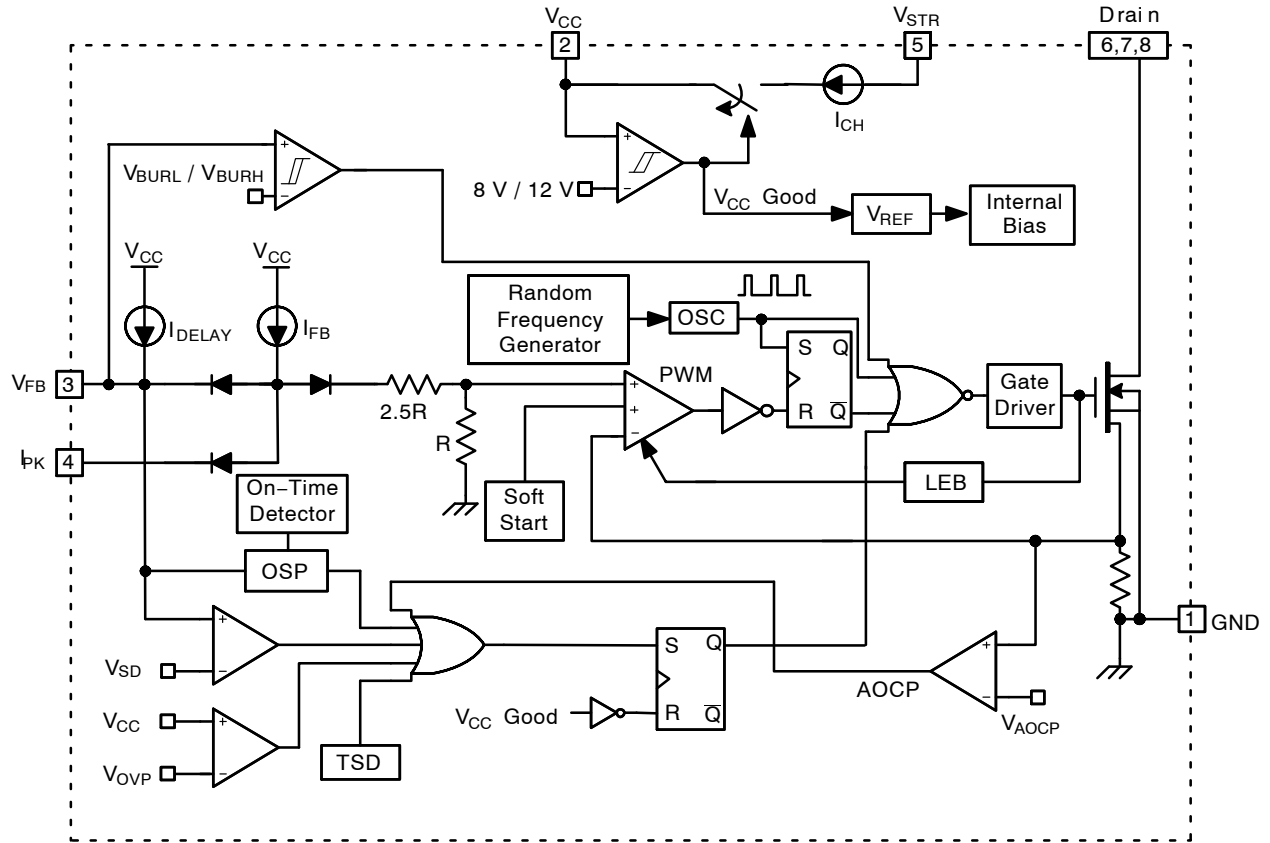 VCC
VSTR
Drain
2
5
6,7,8
ICH
+
−
8 V / 12 V
VCC Good
VREF
Internal
Bias
+
VBURL / VBURH
−
VCC
VCC
IDELAY
IFB
Random
Frequency
Generator
OSC
VFB
3
2.5R
R
+
+
−
PWM
S
Q
R
Q̅
Gate
Driver
IPK
4
LEB
On−Time
Detector
Soft
Start
OSP
+
VSD
−
VCC
+
VOVP
−
TSD
S
Q
R
Q̅
VCC Good
AOCP
+
−
VAOCP
1
GND